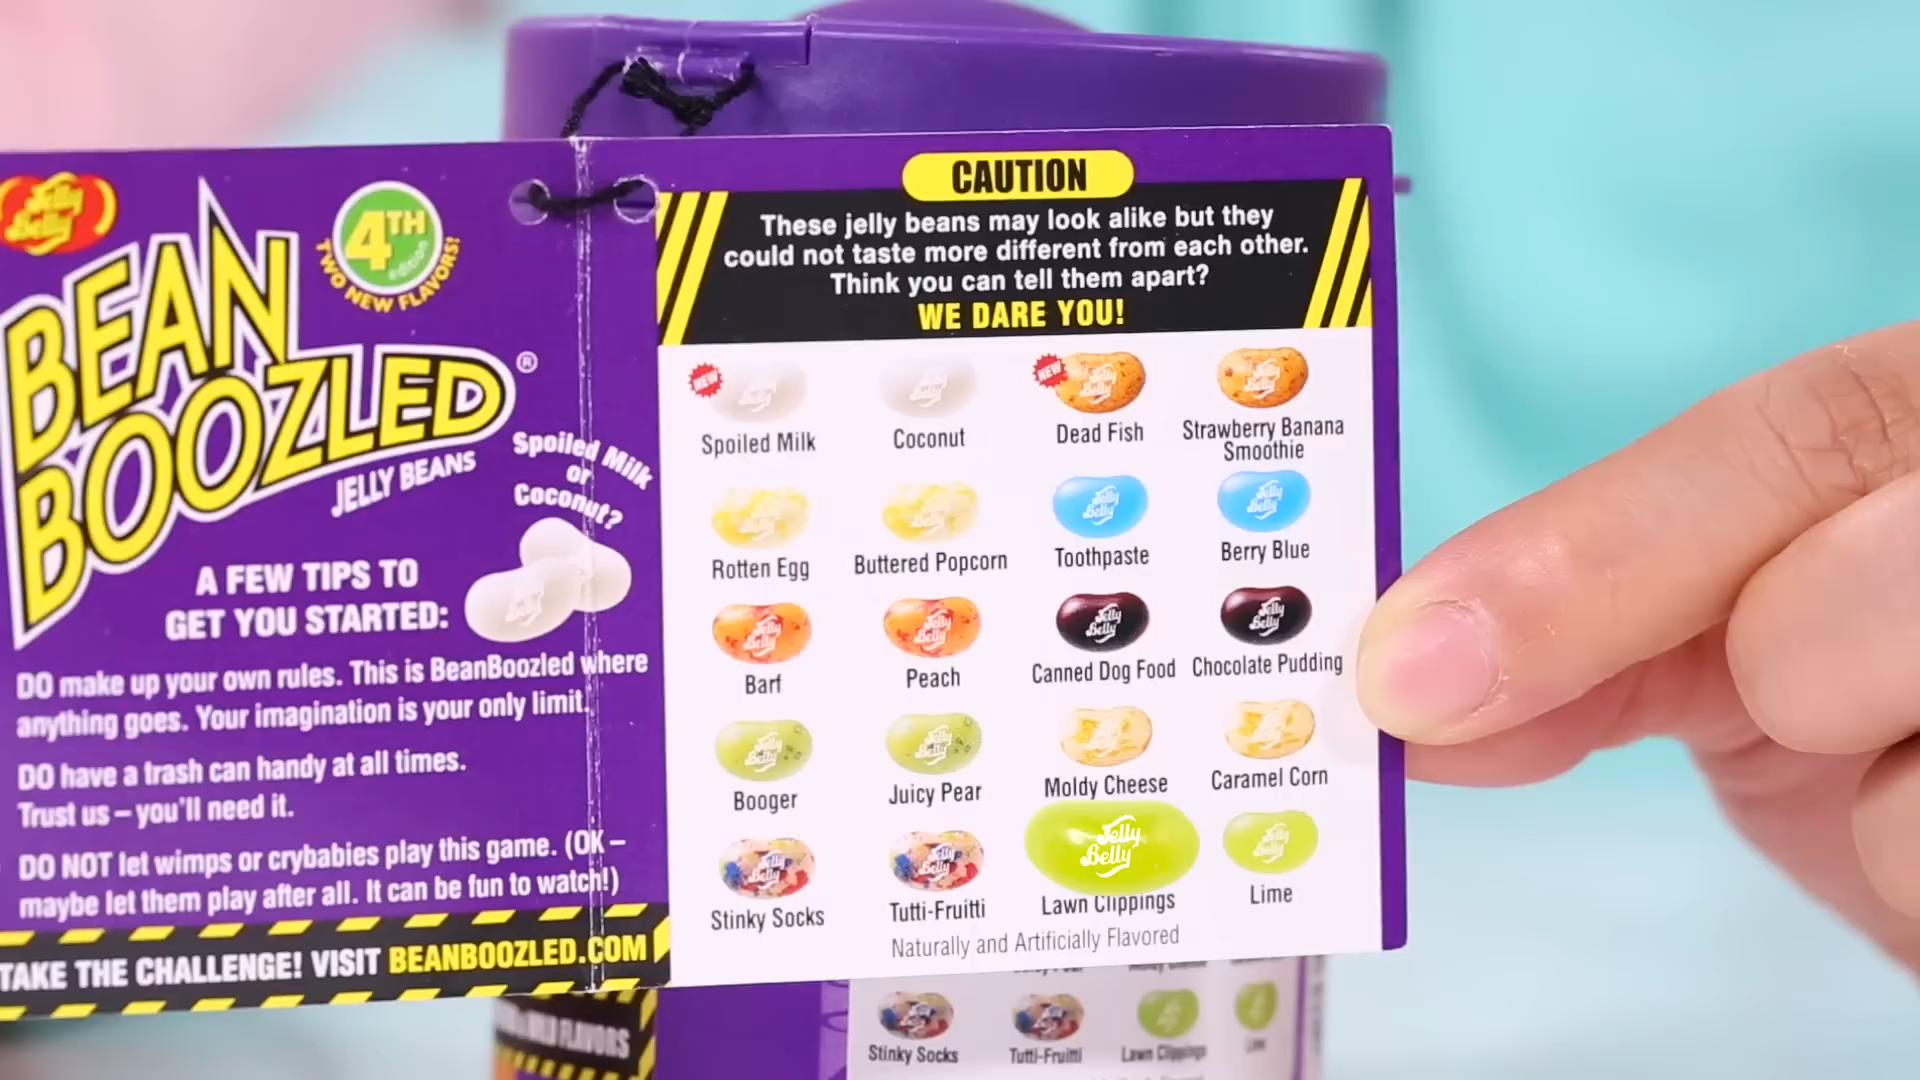 Jelly Belly
BEAN BOOZLED®
JELLY BEANS
4TH edition
TWO NEW FLAVORS!
Spoiled Milk
or
Coconut?
A FEW TIPS TO
GET YOU STARTED:
DO make up your own rules. This is BeanBoozled where
anything goes. Your imagination is your only limit.
DO have a trash can handy at all times.
Trust us – you'll need it.
DO NOT let wimps or crybabies play this game. (OK –
maybe let them play after all. It can be fun to watch!)
TAKE THE CHALLENGE! VISIT BEANBOOZLED.COM
CAUTION
These jelly beans may look alike but they
could not taste more different from each other.
Think you can tell them apart?
WE DARE YOU!
NEW
NEW
Spoiled Milk
Coconut
Dead Fish
Strawberry Banana
Smoothie
Rotten Egg
Buttered Popcorn
Toothpaste
Berry Blue
Barf
Peach
Canned Dog Food
Chocolate Pudding
Booger
Juicy Pear
Moldy Cheese
Caramel Corn
Jelly Belly
Stinky Socks
Tutti-Fruitti
Lawn Clippings
Lime
Naturally and Artificially Flavored
WILD FLAVORS
Stinky Socks
Tutti-Fruitti
Lawn Clippings
Lime